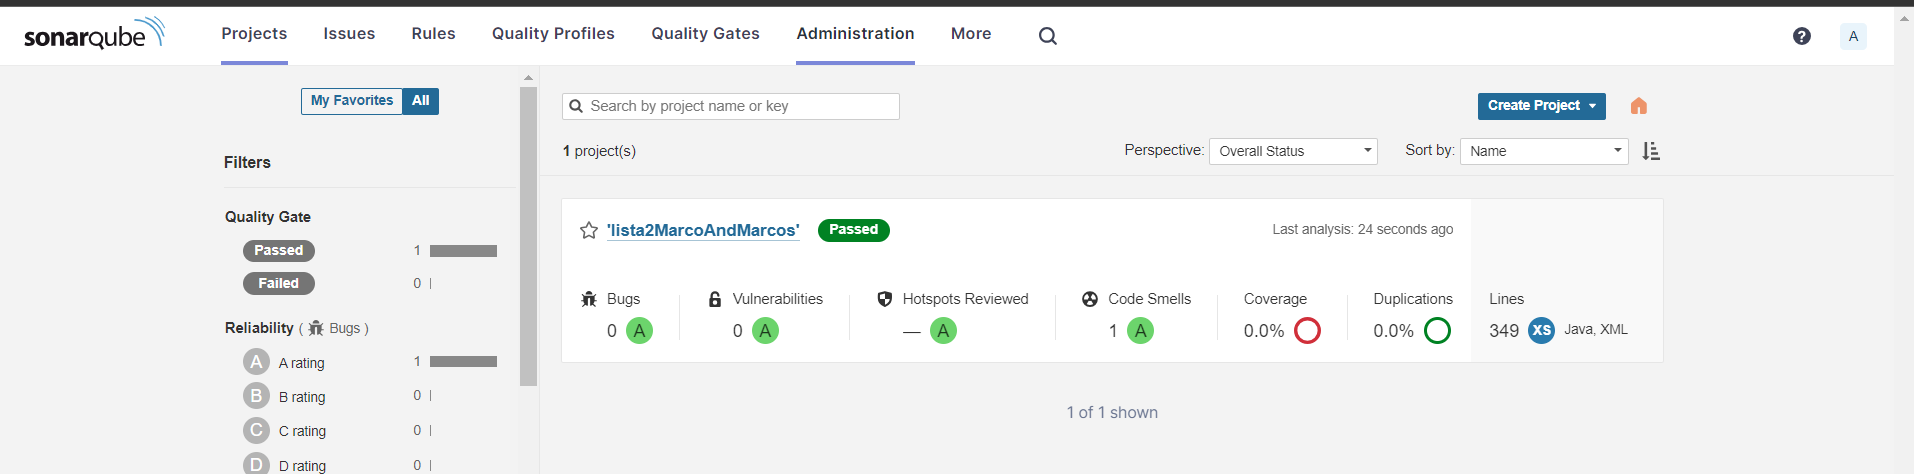 sonarqube Projects Issues Rules Quality Profiles Quality Gates Administration More ? A
My Favorites All
Filters
Quality Gate
Passed 1
Failed 0
Reliability ( Bugs )
A A rating 1
B B rating 0
C C rating 0
D D rating 0
Search by project name or key
Create Project
1 project(s)
Perspective: Overall Status
Sort by: Name
'lista2MarcoAndMarcos' Passed
Last analysis: 24 seconds ago
Bugs
0 A
Vulnerabilities
0 A
Hotspots Reviewed
— A
Code Smells
1 A
Coverage
0.0%
Duplications
0.0%
Lines
349 XS Java, XML
1 of 1 shown